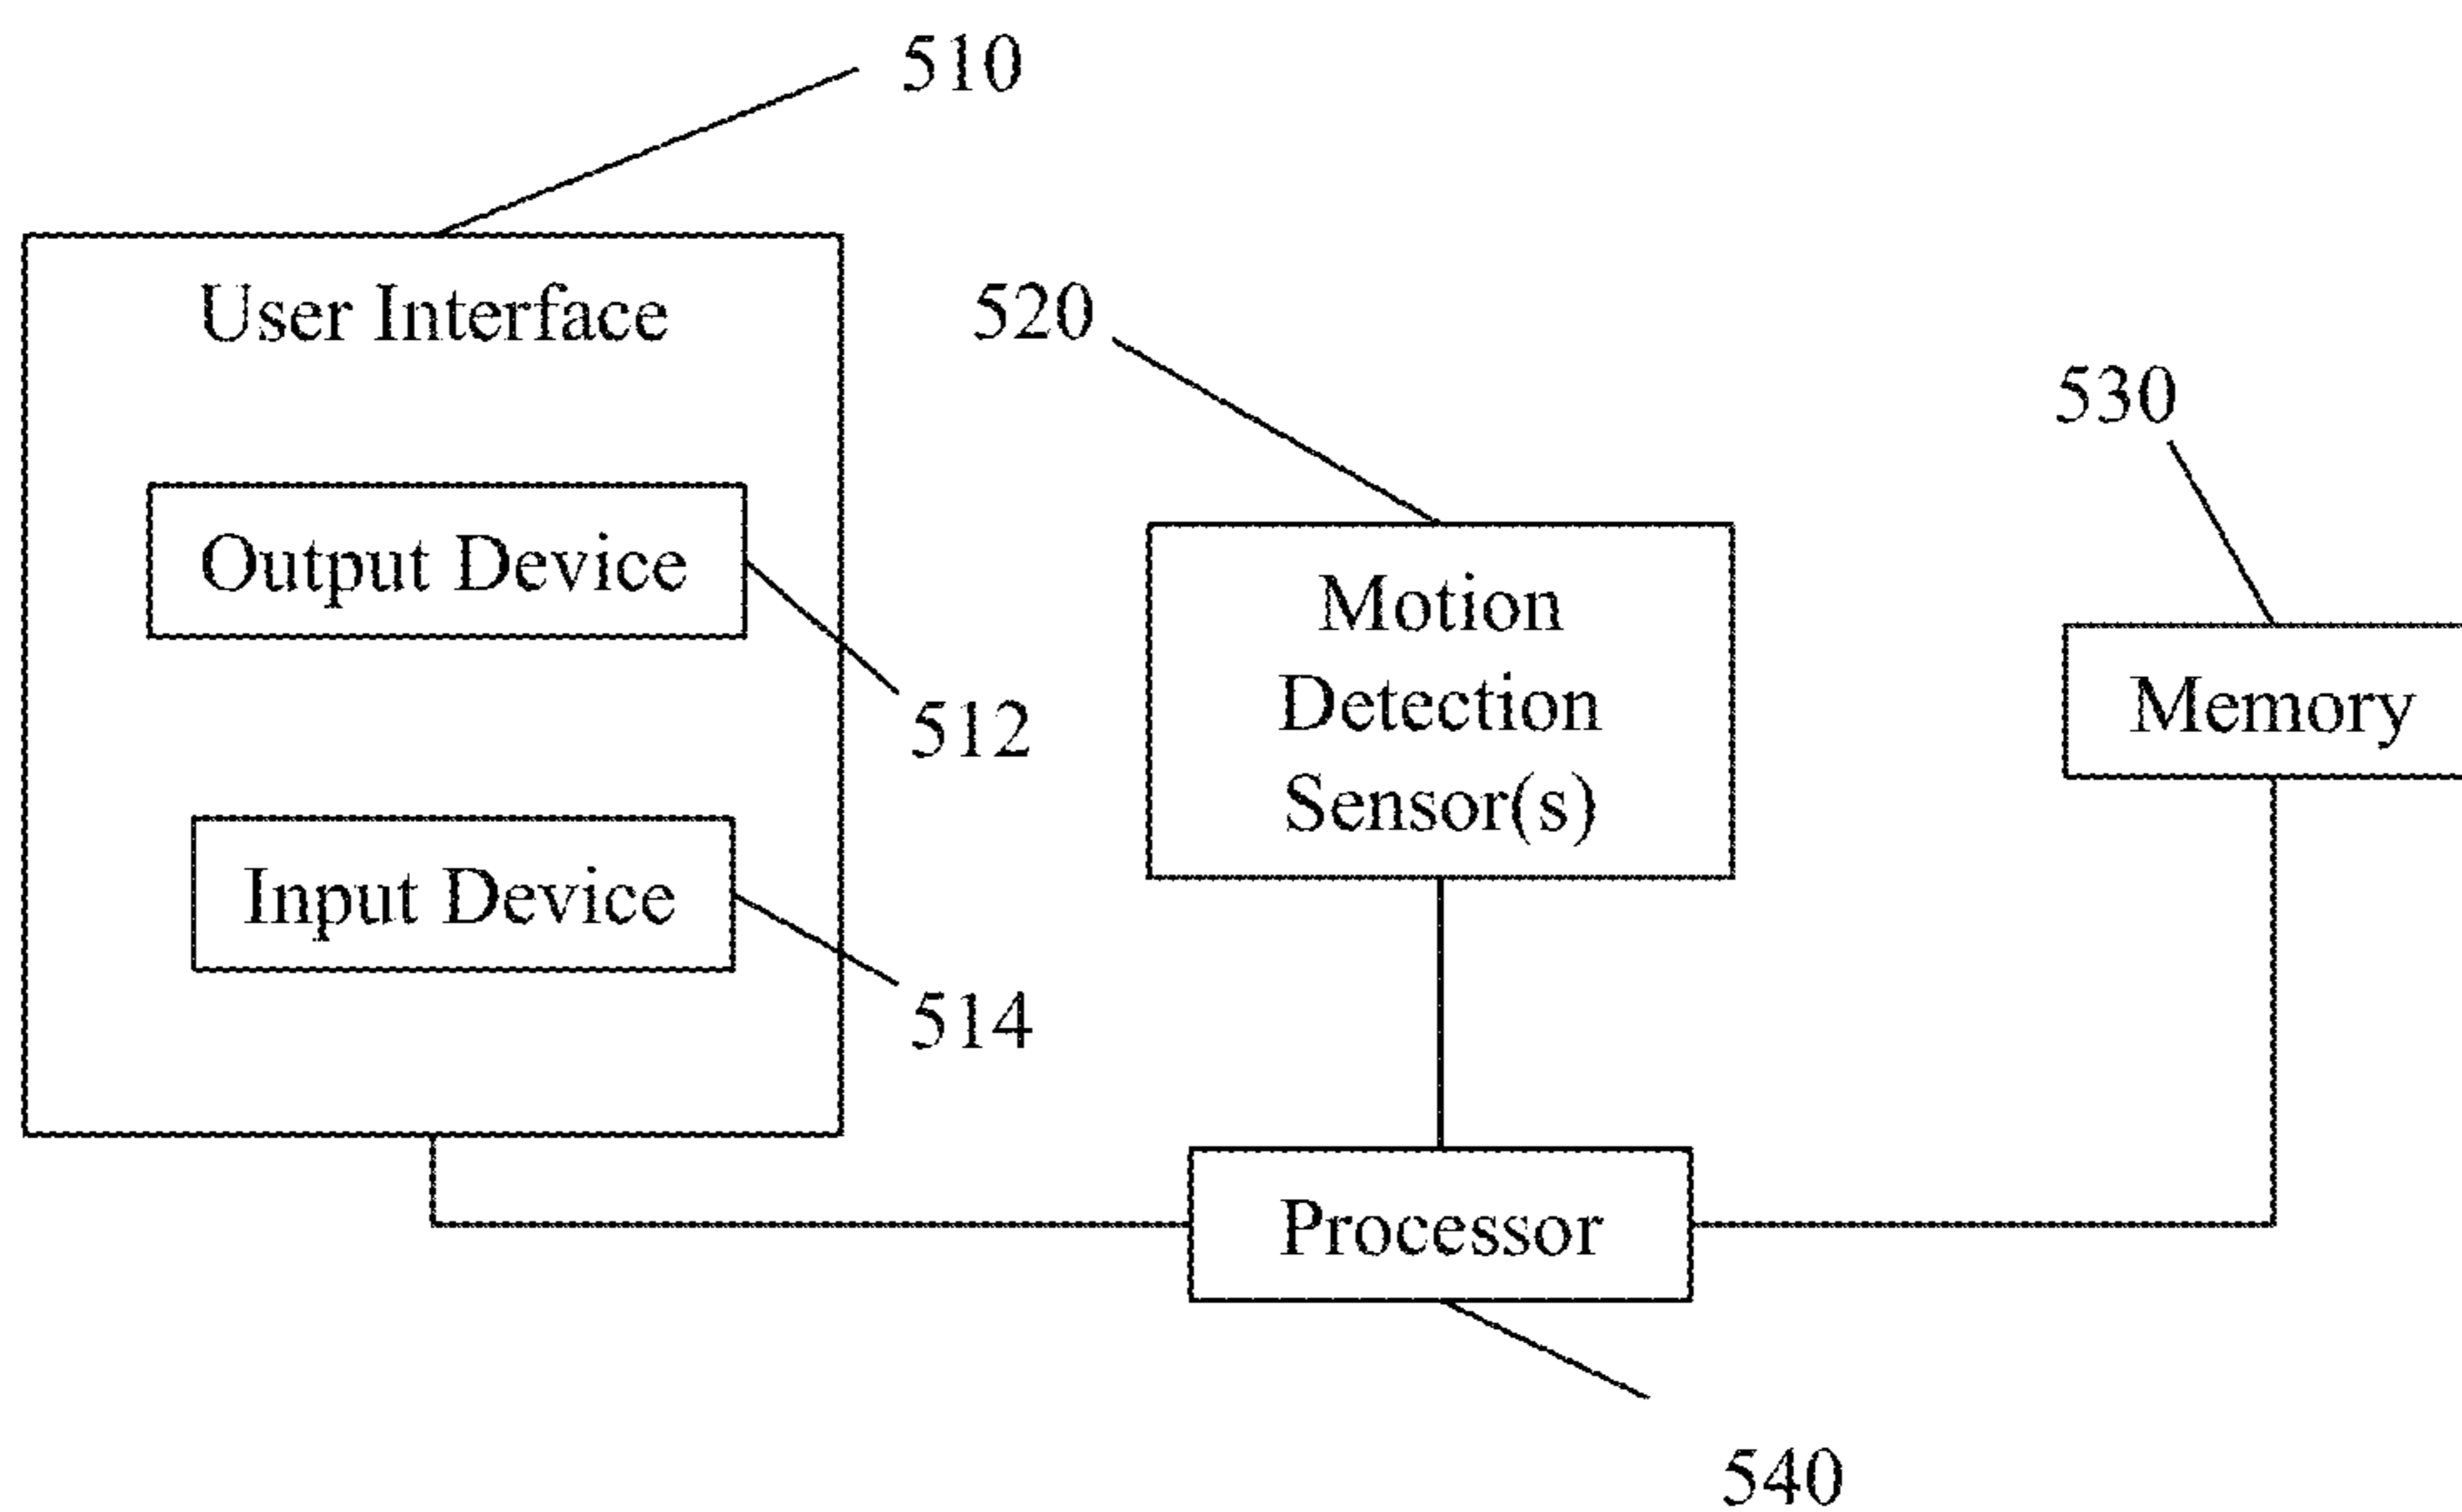 510
User Interface
520
530
Output Device
Motion
Detection
Sensor(s)
Memory
512
Input Device
514
Processor
540